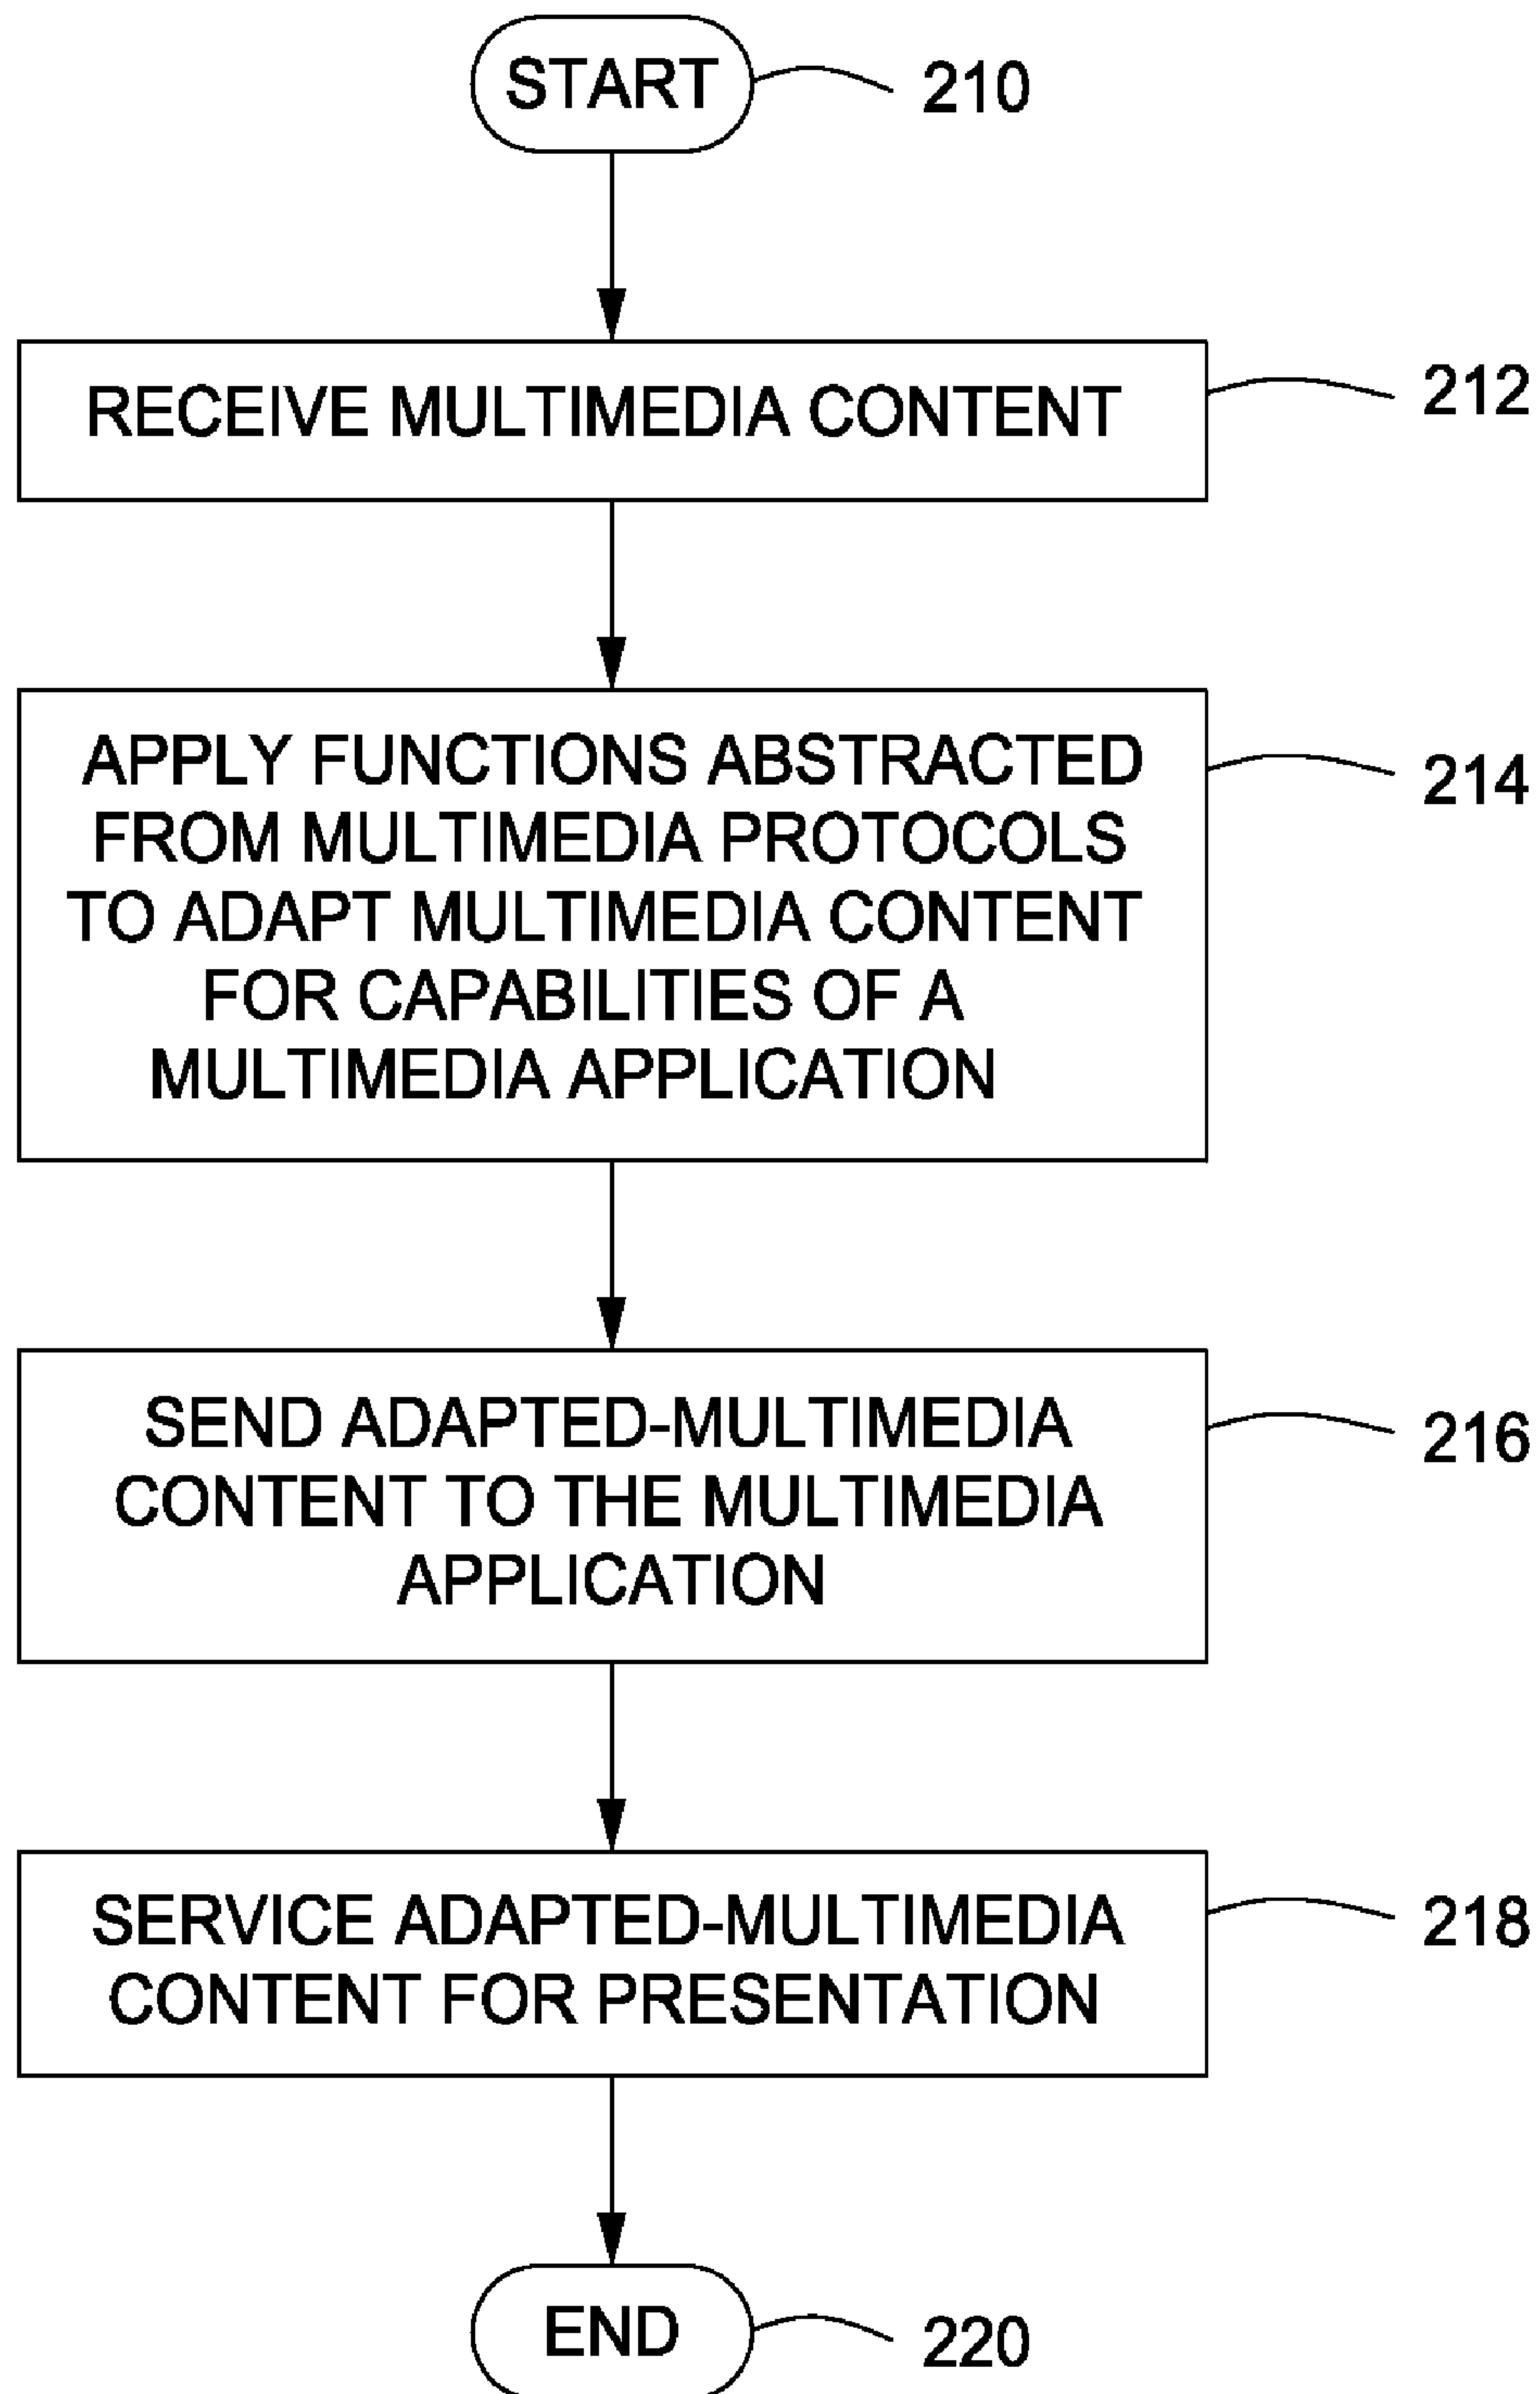 START
210
RECEIVE MULTIMEDIA CONTENT
212
APPLY FUNCTIONS ABSTRACTED
FROM MULTIMEDIA PROTOCOLS
TO ADAPT MULTIMEDIA CONTENT
FOR CAPABILITIES OF A
MULTIMEDIA APPLICATION
214
SEND ADAPTED-MULTIMEDIA
CONTENT TO THE MULTIMEDIA
APPLICATION
216
SERVICE ADAPTED-MULTIMEDIA
CONTENT FOR PRESENTATION
218
END
220